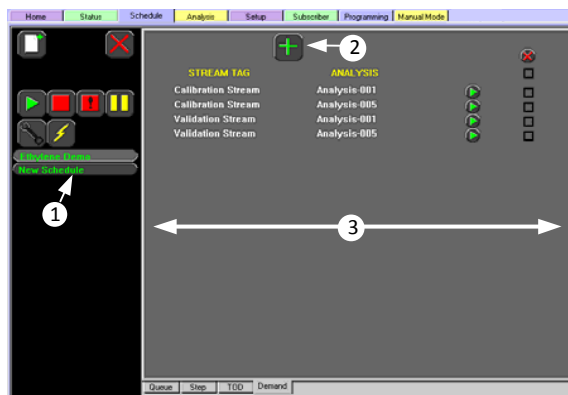 Home Status Schedule Analysis Setup Subscriber Programming Manual Mode
2
STREAM TAG ANALYSIS
Calibration Stream Analysis-001
Calibration Stream Analysis-005
Validation Stream Analysis-001
Validation Stream Analysis-005
Ethylene Demo
New Schedule
1
3
Queue Step TOD Demand